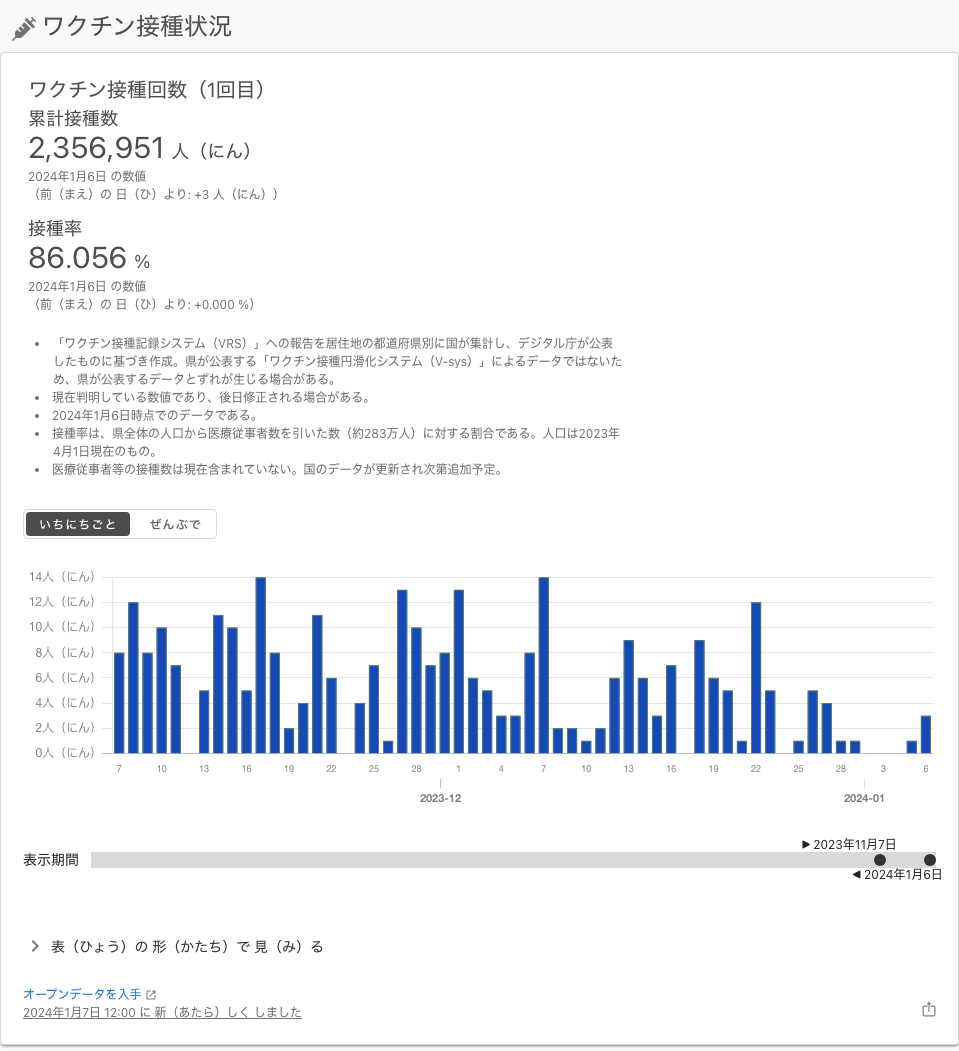 ワクチン接種状況
ワクチン接種回数（1回目）
累計接種数
2,356,951 人（にん）
2024年1月6日 の数値
（前（まえ）の 日（ひ）より: +3 人（にん））
接種率
86.056 %
2024年1月6日 の数値
（前（まえ）の 日（ひ）より: +0.000 %）
• 「ワクチン接種記録システム（VRS）」への報告を居住地の都道府県別に国が集計し、デジタル庁が公表
したものに基づき作成。県が公表する「ワクチン接種円滑化システム（V-sys）」によるデータではないた
め、県が公表するデータとずれが生じる場合がある。
• 現在判明している数値であり、後日修正される場合がある。
• 2024年1月6日時点でのデータである。
• 接種率は、県全体の人口から医療従事者数を引いた数（約283万人）に対する割合である。人口は2023年
4月1日現在のもの。
• 医療従事者等の接種数は現在含まれていない。国のデータが更新され次第追加予定。
いちにちごと ぜんぶで
14人（にん）
12人（にん）
10人（にん）
8人（にん）
6人（にん）
4人（にん）
2人（にん）
0人（にん）
7 10 13 16 19 22 25 28 1 4 7 10 13 16 19 22 25 28 3 6
2023-12 2024-01
▶ 2023年11月7日
表示期間
◀ 2024年1月6日
表（ひょう）の 形（かたち）で 見（み）る
オープンデータを入手
2024年1月7日 12:00 に 新（あたら）しく しました